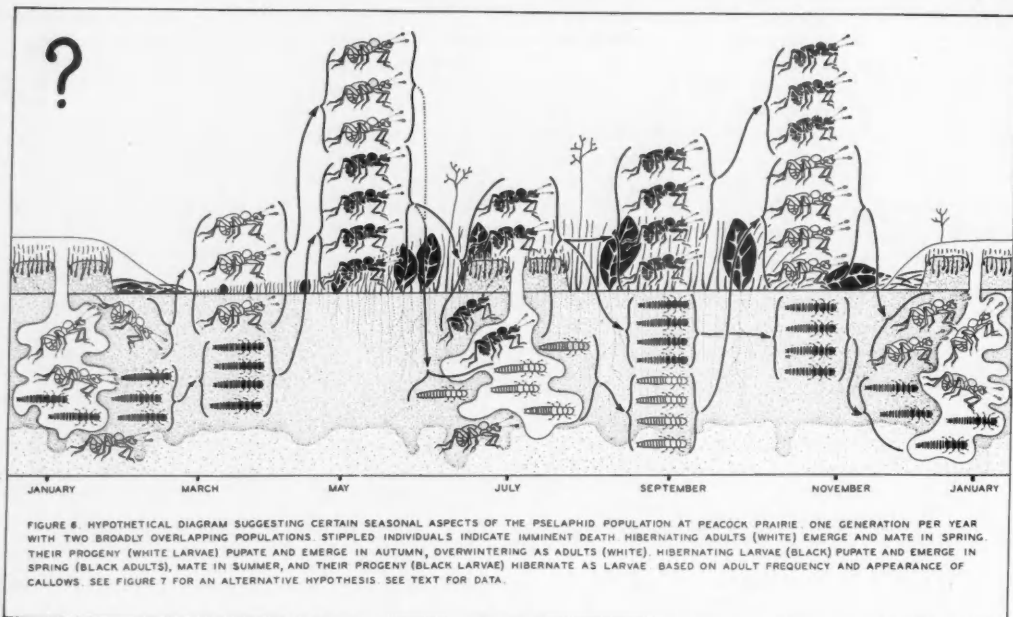 ?
JANUARY MARCH MAY JULY SEPTEMBER NOVEMBER JANUARY
FIGURE 6. HYPOTHETICAL DIAGRAM SUGGESTING CERTAIN SEASONAL ASPECTS OF THE PSELAPHID POPULATION AT PEACOCK PRAIRIE. ONE GENERATION PER YEAR
WITH TWO BROADLY OVERLAPPING POPULATIONS. STIPPLED INDIVIDUALS INDICATE IMMINENT DEATH. HIBERNATING ADULTS (WHITE) EMERGE AND MATE IN SPRING.
THEIR PROGENY (WHITE LARVAE) PUPATE AND EMERGE IN AUTUMN, OVERWINTERING AS ADULTS (WHITE). HIBERNATING LARVAE (BLACK) PUPATE AND EMERGE IN
SPRING (BLACK ADULTS), MATE IN SUMMER, AND THEIR PROGENY (BLACK LARVAE) HIBERNATE AS LARVAE. BASED ON ADULT FREQUENCY AND APPEARANCE OF
CALLOWS. SEE FIGURE 7 FOR AN ALTERNATIVE HYPOTHESIS. SEE TEXT FOR DATA.